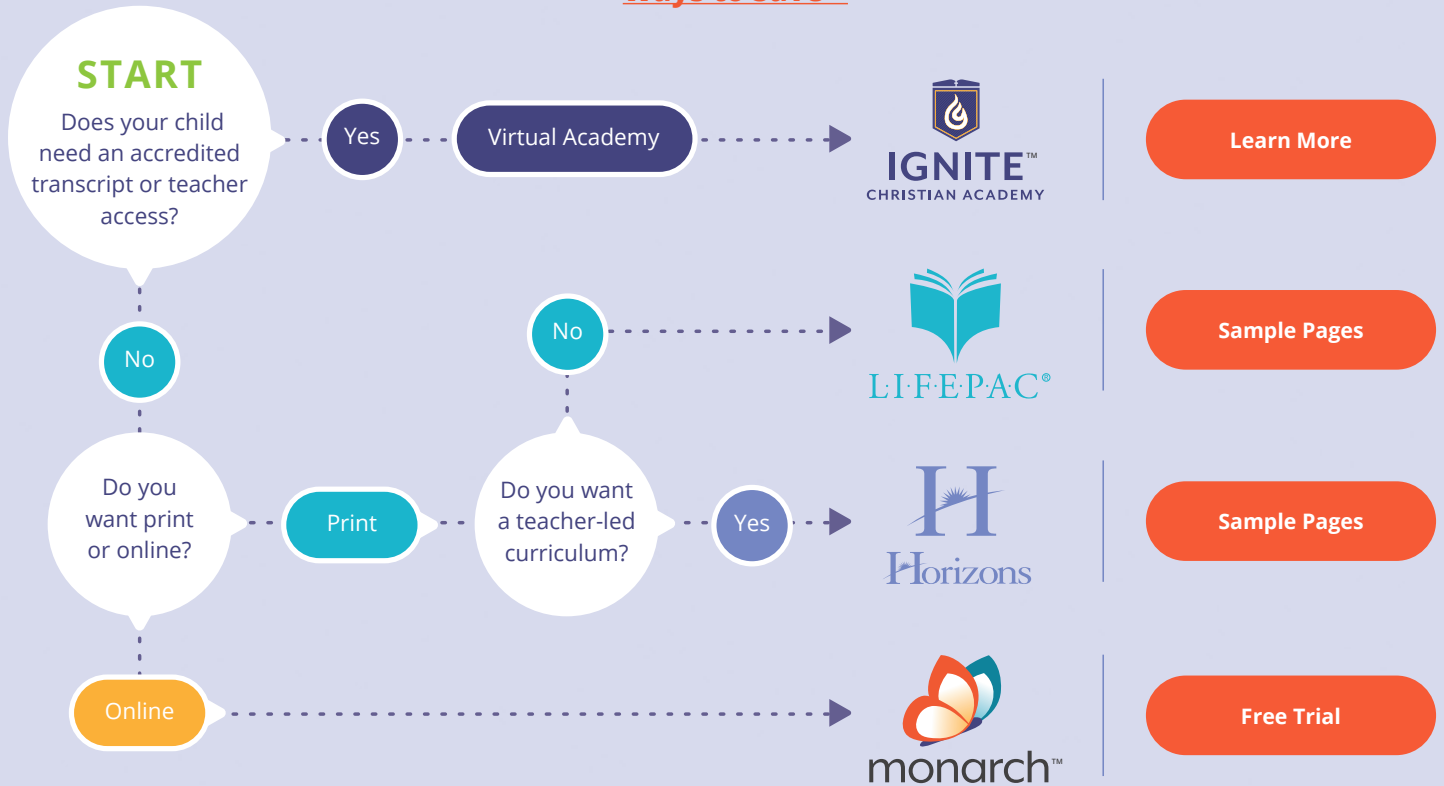 START
Does your child
need an accredited
transcript or teacher
access?
Yes
Virtual Academy
IGNITE™
CHRISTIAN ACADEMY
Learn More
No
No
L·I·F·E·P·A·C®
Sample Pages
Do you
want print
or online?
Print
Do you want
a teacher-led
curriculum?
Yes
H
Horizons
Sample Pages
Online
monarch™
Free Trial